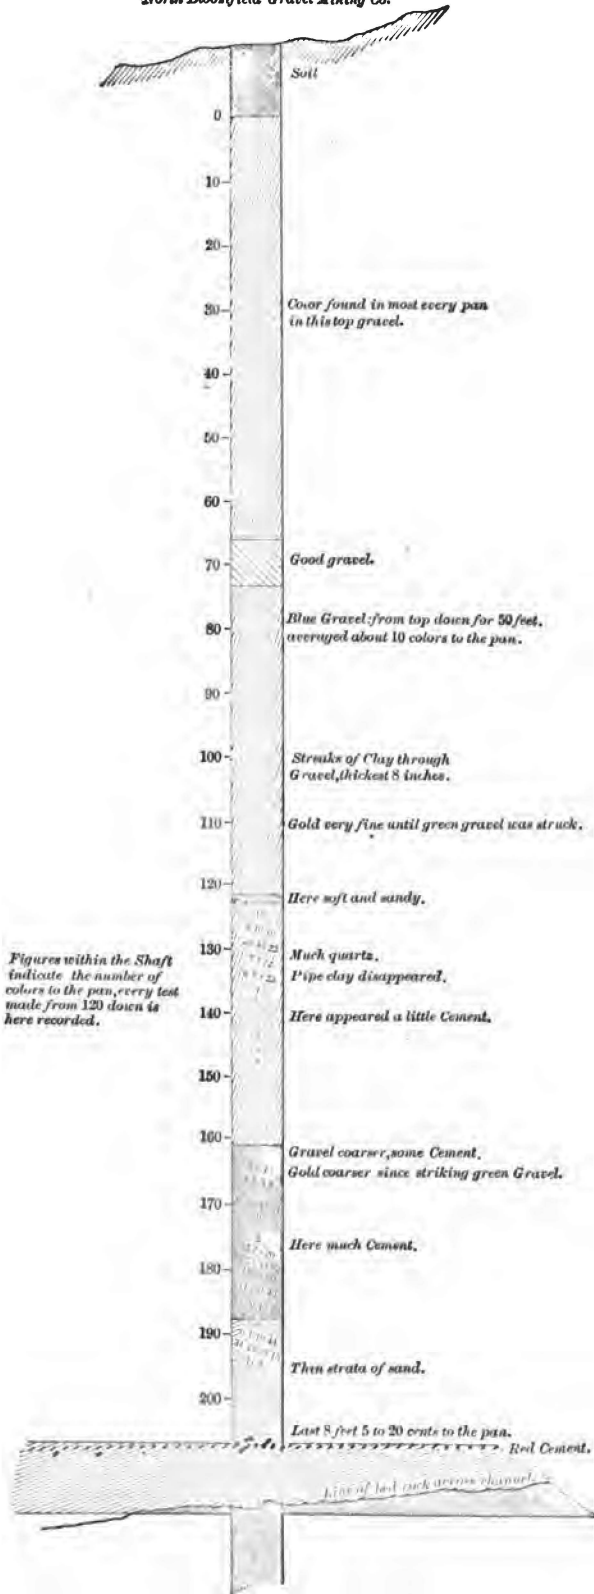 North Bloomfield Gravel Mining Co.
Soil
0
10
20
30
Color found in most every pan
in this top gravel.
40
50
60
70
Good gravel.
80
Blue Gravel: from top down for 50 feet.
averaged about 10 colors to the pan.
90
100
Streaks of Clay through
Gravel, thickest 8 inches.
110
Gold very fine until green gravel was struck.
120
Here soft and sandy.
Figures within the Shaft
indicate the number of
colors to the pan, every test
made from 120 down is
here recorded.
130
Much quartz.
Pipe clay disappeared.
140
Here appeared a little Cement.
150
160
Gravel coarser, some Cement.
Gold coarser since striking green Gravel.
170
Here much Cement.
180
190
Thin strata of sand.
200
Last 8 feet 5 to 20 cents to the pan.
Red Cement.
Line of bed rock across channel.